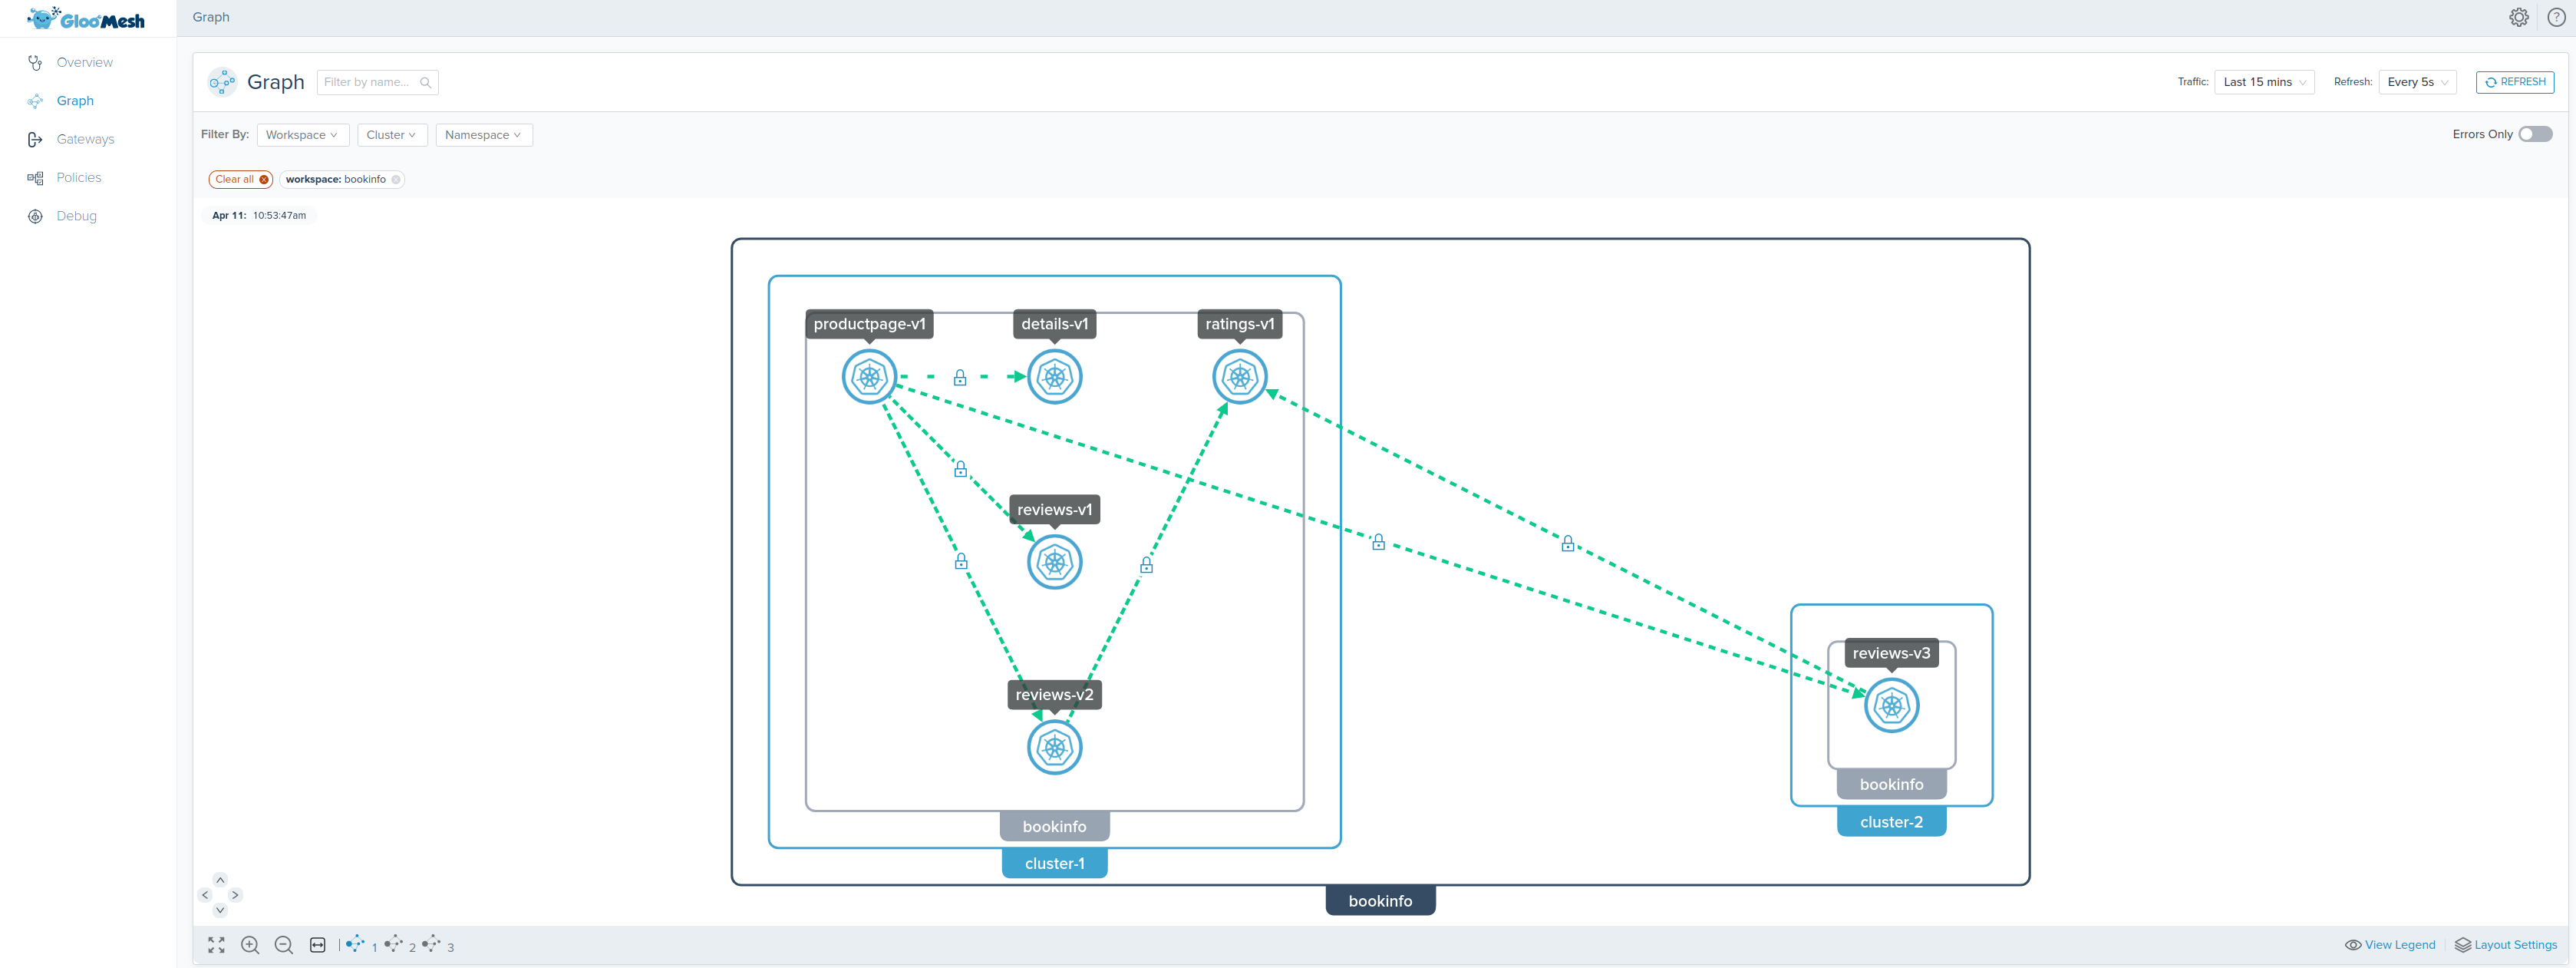 Gloo Mesh
Graph
Overview
Graph
Gateways
Policies
Debug
Graph
Filter by name...
Traffic: Last 15 mins
Refresh: Every 5s
REFRESH
Filter By: Workspace Cluster Namespace
Errors Only
Clear all
workspace: bookinfo
Apr 11: 10:53:47am
productpage-v1
details-v1
ratings-v1
reviews-v1
reviews-v2
bookinfo
cluster-1
reviews-v3
bookinfo
cluster-2
bookinfo
1 2 3
View Legend
Layout Settings